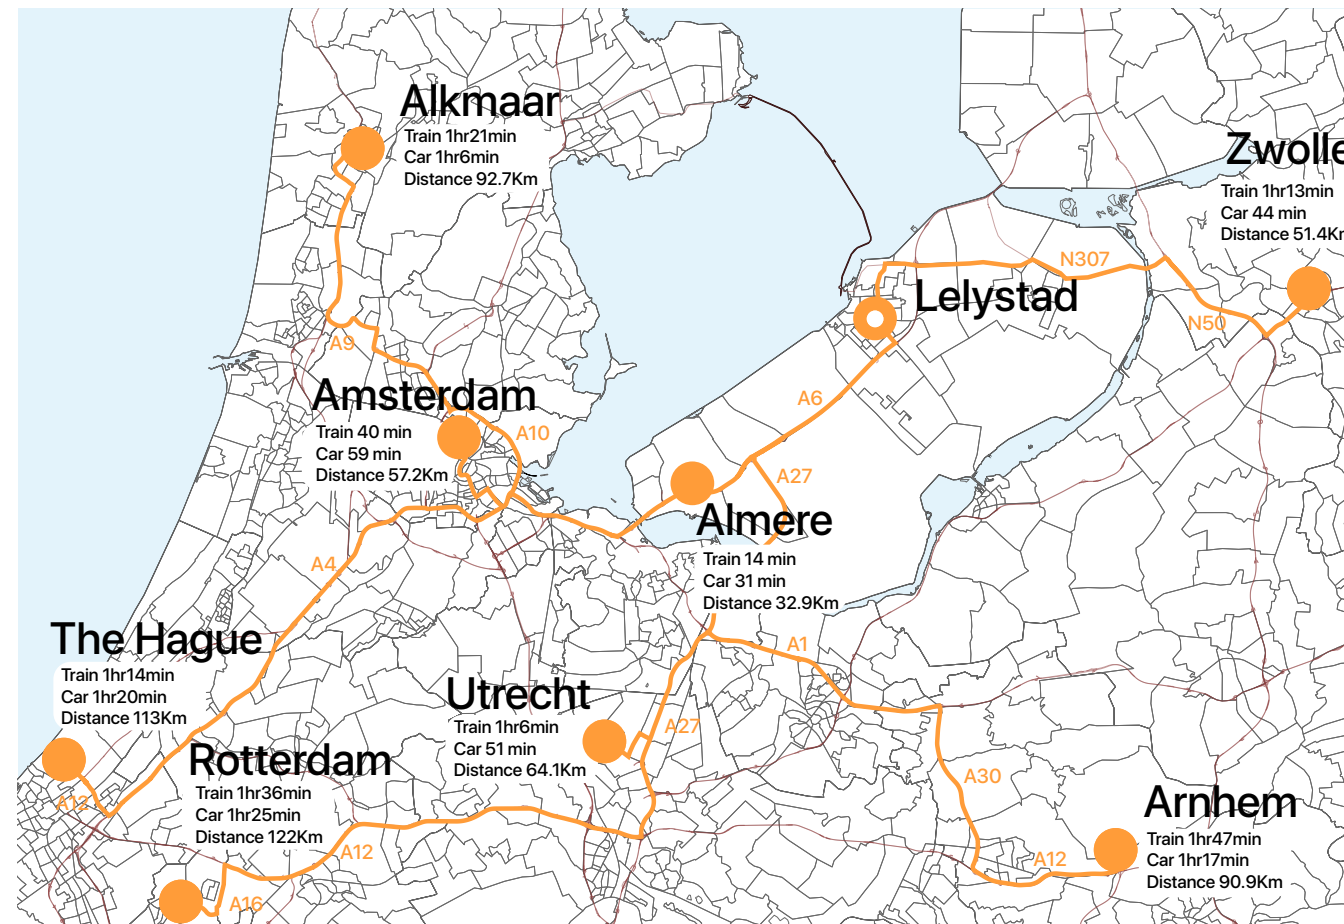 Alkmaar
Train 1hr21min
Car 1hr6min
Distance 92.7Km
Zwolle
Train 1hr13min
Car 44 min
Distance 51.4Km
N307
Lelystad
N50
A9
Amsterdam
Train 40 min
Car 59 min
Distance 57.2Km
A10
A6
A27
Almere
Train 14 min
Car 31 min
Distance 32.9Km
A4
The Hague
Train 1hr14min
Car 1hr20min
Distance 113Km
A1
Utrecht
Train 1hr6min
Car 51 min
Distance 64.1Km
A27
Rotterdam
Train 1hr36min
Car 1hr25min
Distance 122Km
A12
A30
Arnhem
Train 1hr47min
Car 1hr17min
Distance 90.9Km
A12
A12
A16